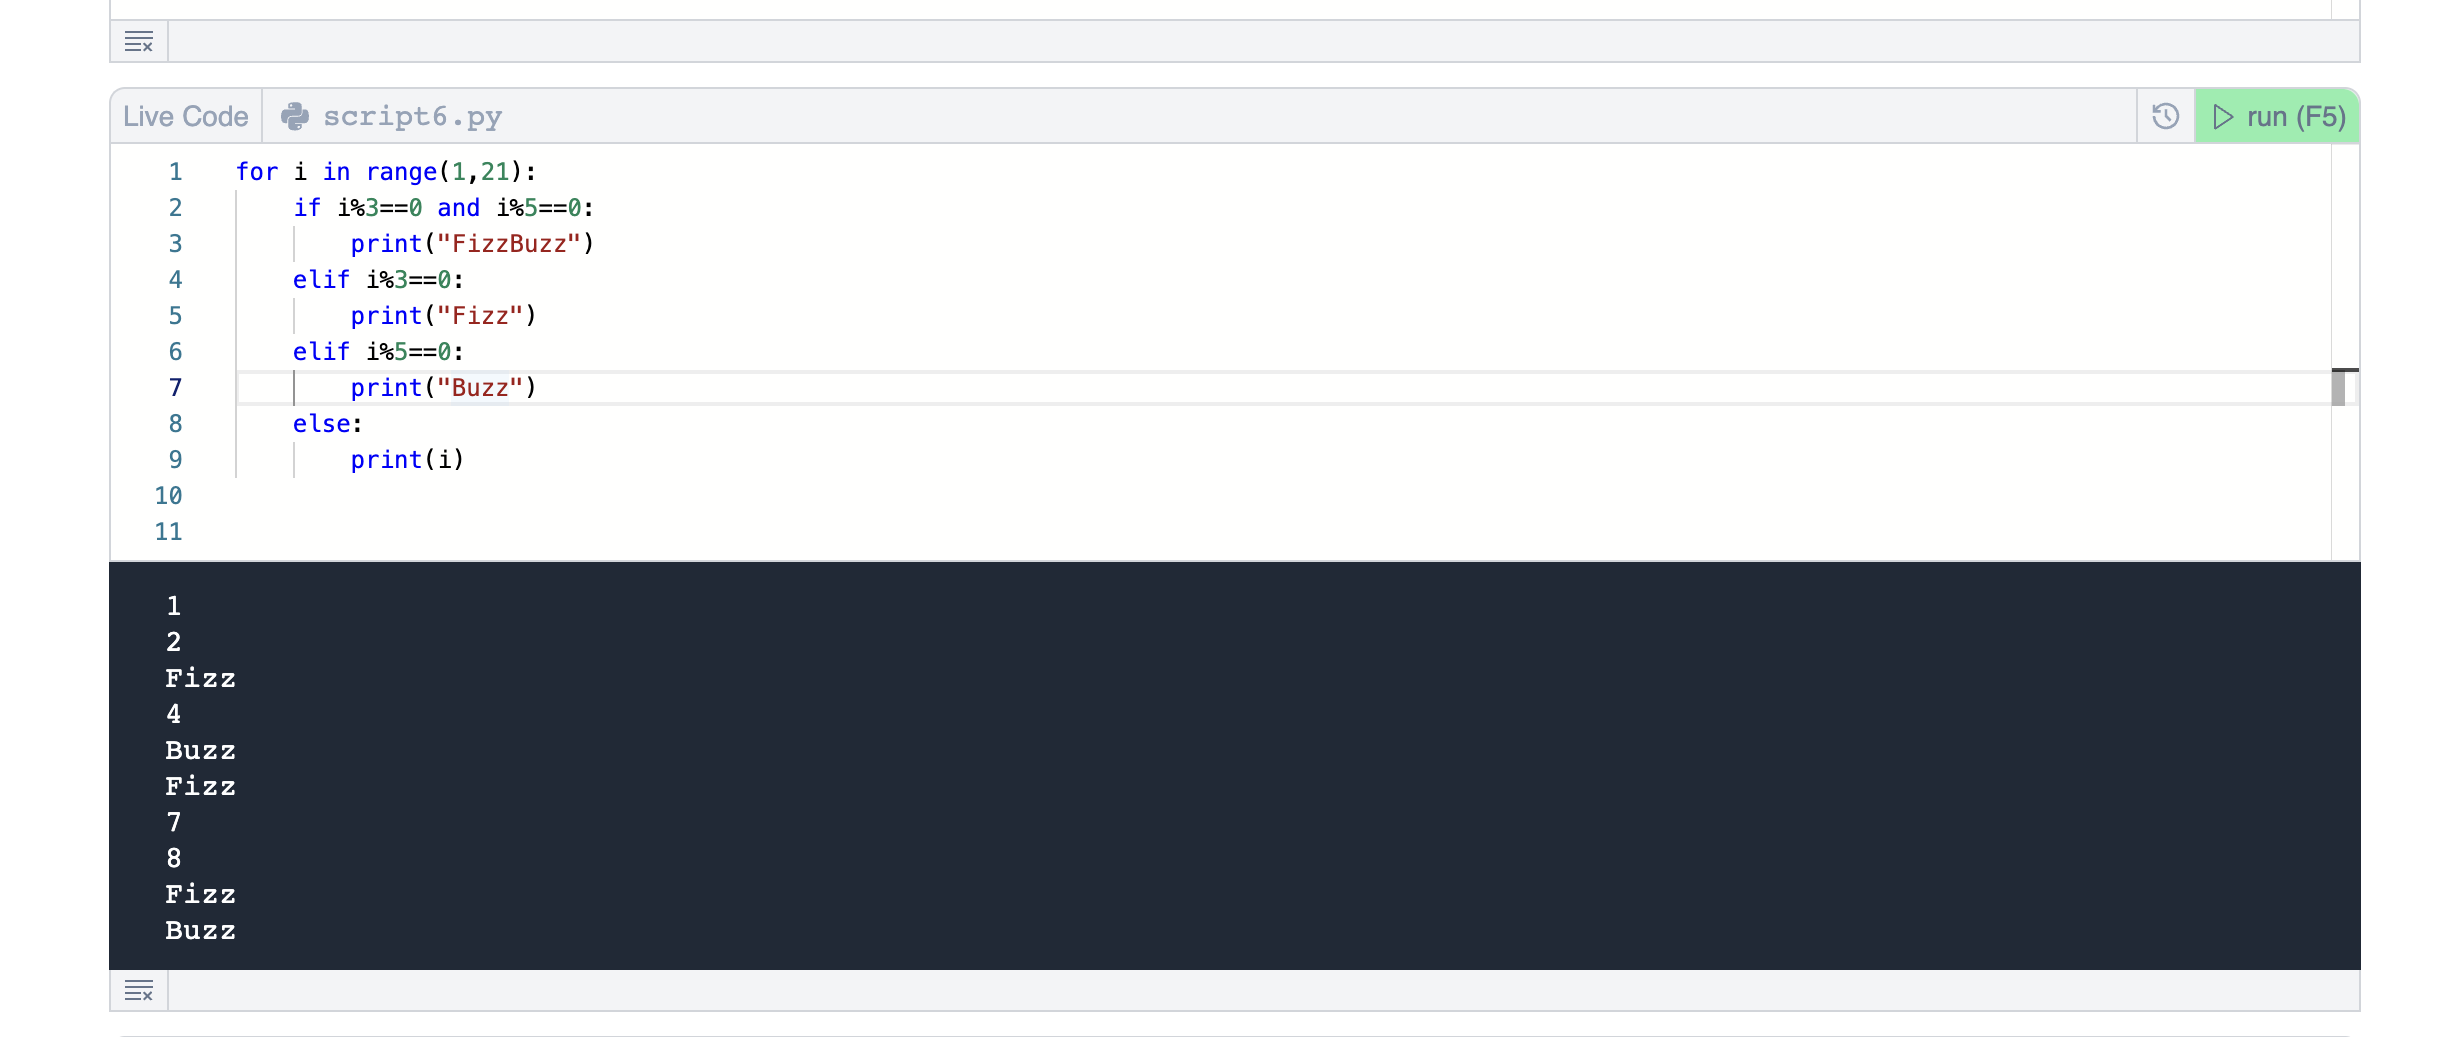 Live Code script6.py run (F5)
1 for i in range(1,21):
2     if i%3==0 and i%5==0:
3         print("FizzBuzz")
4     elif i%3==0:
5         print("Fizz")
6     elif i%5==0:
7         print("Buzz")
8     else:
9         print(i)
10
11
1
2
Fizz
4
Buzz
Fizz
7
8
Fizz
Buzz